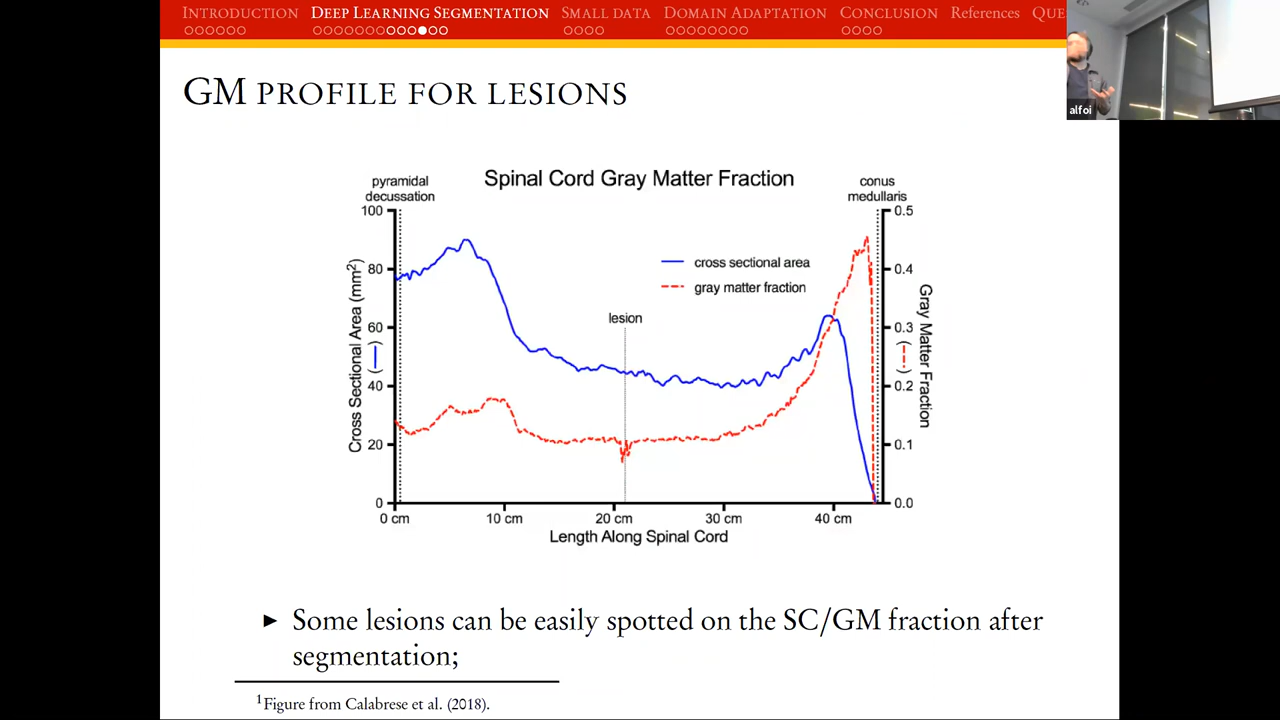 INTRODUCTION DEEP LEARNING SEGMENTATION SMALL DATA DOMAIN ADAPTATION CONCLUSION References QUE
alfoi
GM PROFILE FOR LESIONS
Spinal Cord Gray Matter Fraction
pyramidal
decussation
conus
medullaris
100
80
60
40
20
0
Cross Sectional Area (mm²)
cross sectional area
gray matter fraction
lesion
0.5
0.4
0.3
0.2
0.1
0.0
Gray Matter Fraction
0 cm 10 cm 20 cm 30 cm 40 cm
Length Along Spinal Cord
► Some lesions can be easily spotted on the SC/GM fraction after
segmentation;
¹Figure from Calabrese et al. (2018).